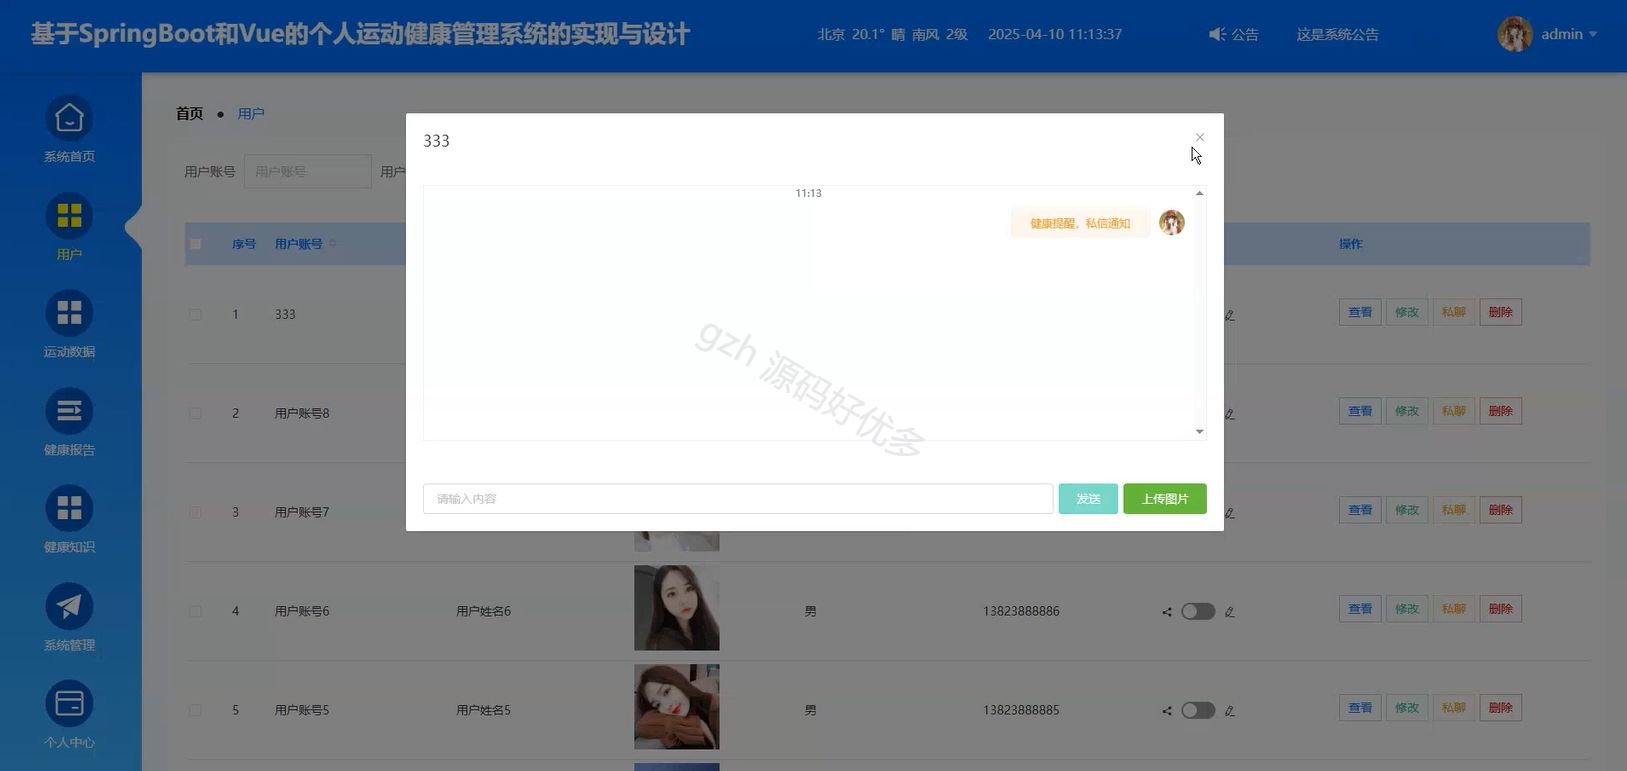 基于SpringBoot和Vue的个人运动健康管理系统的实现与设计
北京 20.1° 晴 南风 2级 2025-04-10 11:13:37
公告
这是系统公告
admin
系统首页
用户
运动数据
健康报告
健康知识
系统管理
个人中心
首页 ● 用户
用户账号 用户账号 用户
333
11:13
健康提醒，私信通知
gzh 源码好优多
请输入内容 发送 上传图片
序号 用户账号 操作
1 333 查看 修改 私聊 删除
2 用户账号8 查看 修改 私聊 删除
3 用户账号7 查看 修改 私聊 删除
4 用户账号6 用户姓名6 男 13823888886 查看 修改 私聊 删除
5 用户账号5 用户姓名5 男 13823888885 查看 修改 私聊 删除